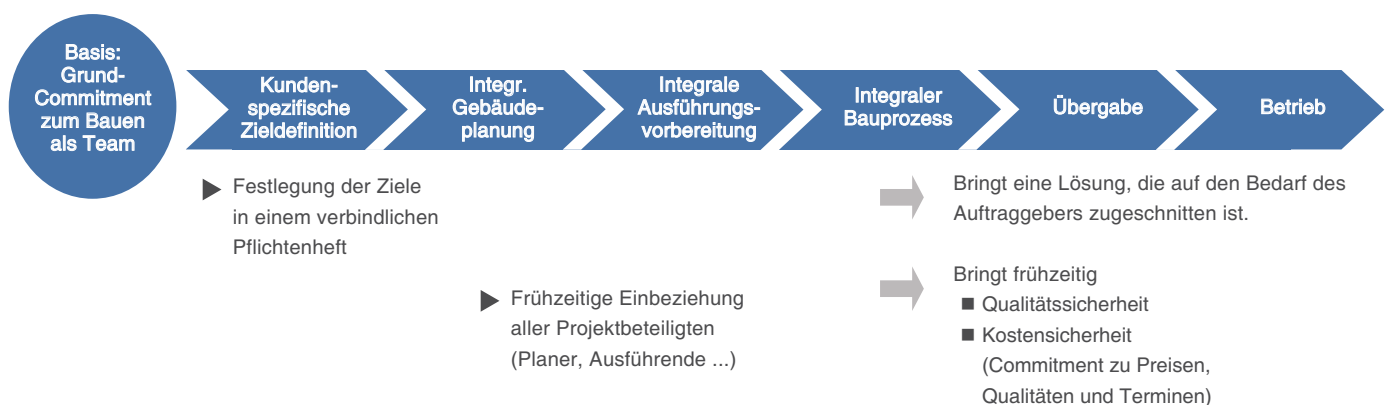 Basis:
Grund-
Commitment
zum Bauen
als Team
Kunden-
spezifische
Zieldefinition
Integr.
Gebäude-
planung
Integrale
Ausführungs-
vorbereitung
Integraler
Bauprozess
Übergabe
Betrieb
Festlegung der Ziele
in einem verbindlichen
Pflichtenheft
Bringt eine Lösung, die auf den Bedarf des
Auftraggebers zugeschnitten ist.
Frühzeitige Einbeziehung
aller Projektbeteiligten
(Planer, Ausführende ...)
Bringt frühzeitig
Qualitätssicherheit
Kostensicherheit
(Commitment zu Preisen,
Qualitäten und Terminen)